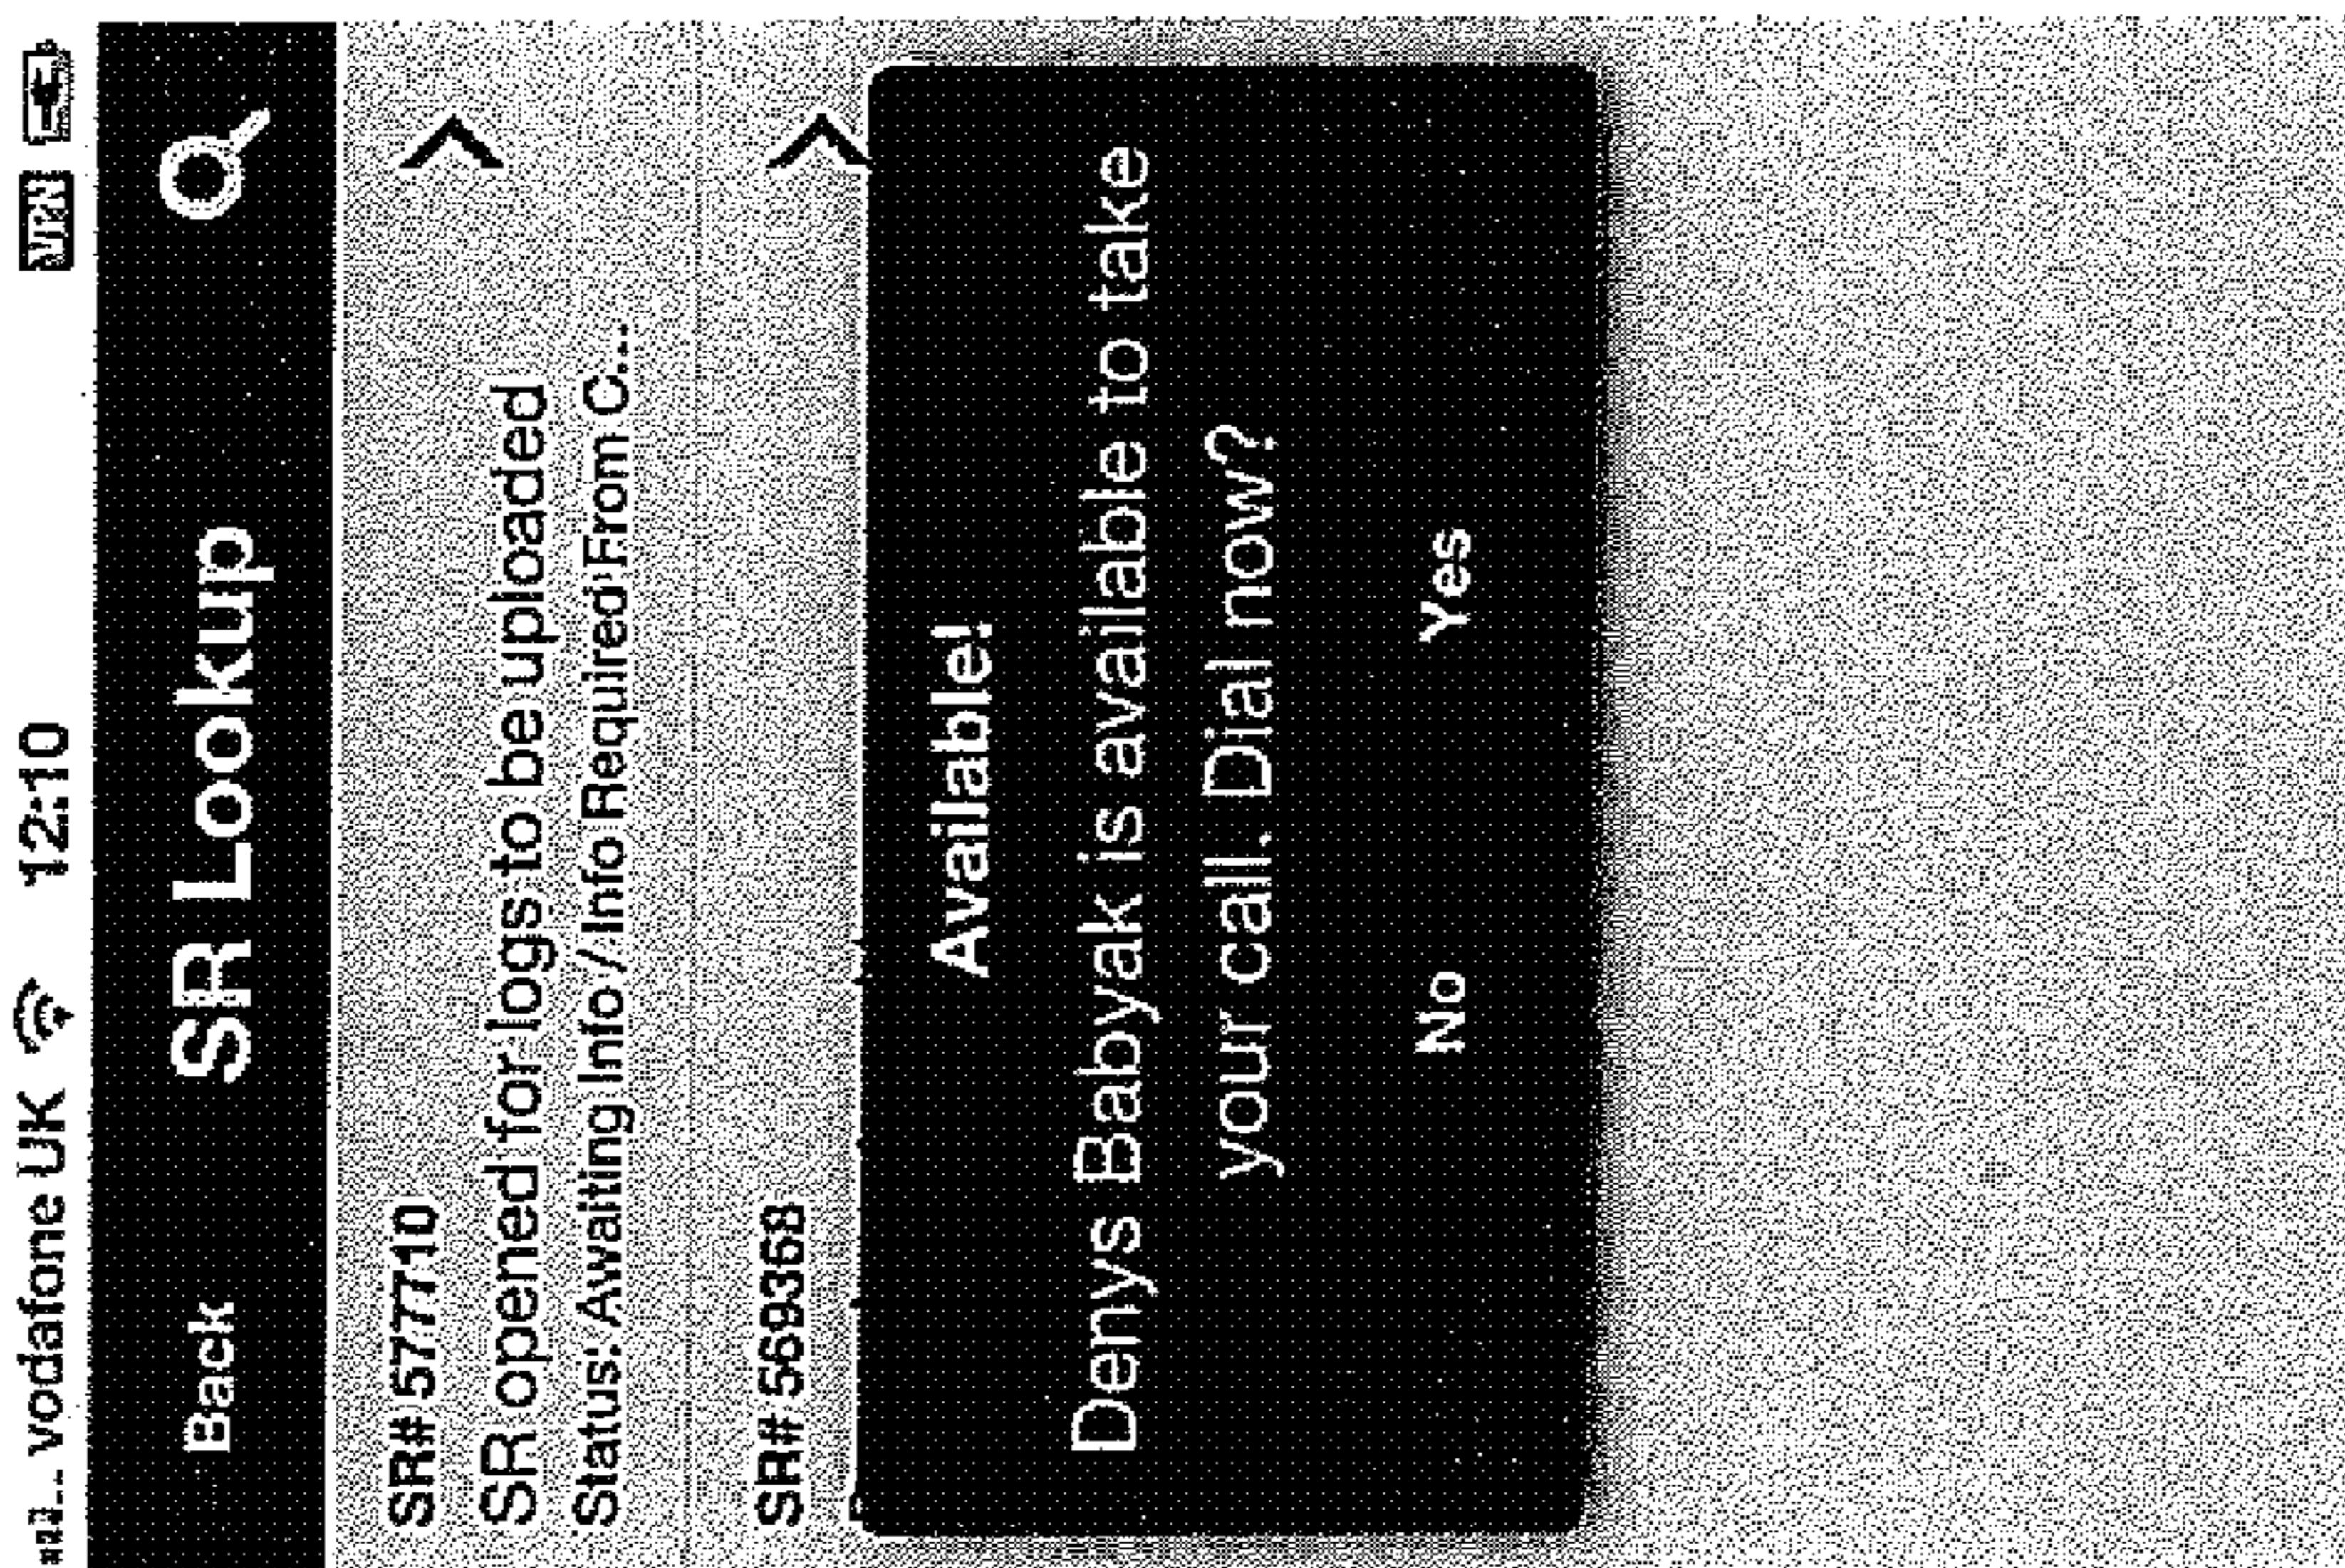 vodafone UK 12:10 VPN
Back SR Lookup
SR# 577710
SR opened for logs to be uploaded
Status: Awaiting Info / Info Required From C...
SR# 569368
Available!
Denys Babyak is available to take
your call. Dial now?
No Yes